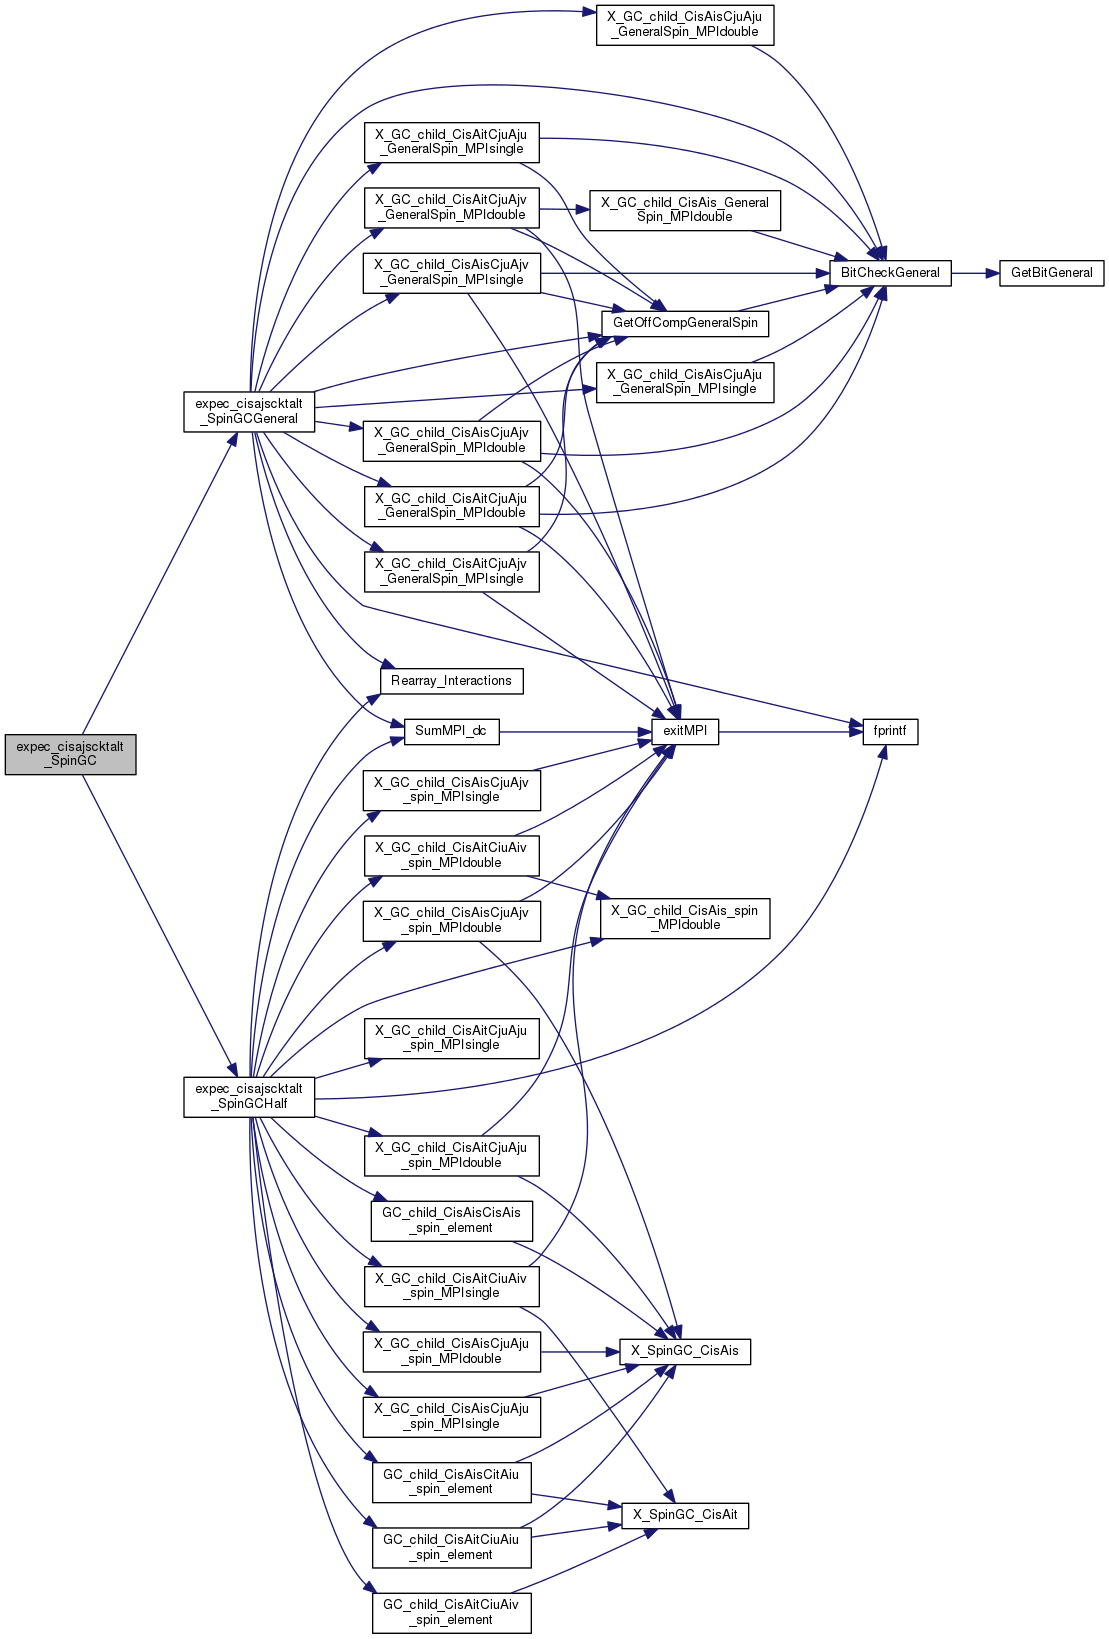 X_GC_child_CisAisCjuAju
_GeneralSpin_MPIdouble
X_GC_child_CisAitCjuAju
_GeneralSpin_MPIsingle
X_GC_child_CisAitCjuAjv
_GeneralSpin_MPIdouble
X_GC_child_CisAis_General
Spin_MPIdouble
X_GC_child_CisAisCjuAjv
_GeneralSpin_MPIsingle
BitCheckGeneral
GetBitGeneral
GetOffCompGeneralSpin
X_GC_child_CisAisCjuAju
_GeneralSpin_MPIsingle
expec_cisajscktalt
_SpinGCGeneral
X_GC_child_CisAisCjuAjv
_GeneralSpin_MPIdouble
X_GC_child_CisAitCjuAju
_GeneralSpin_MPIdouble
X_GC_child_CisAitCjuAjv
_GeneralSpin_MPIsingle
Rearray_Interactions
SumMPI_dc
exitMPI
fprintf
expec_cisajscktalt
_SpinGC
X_GC_child_CisAisCjuAjv
_spin_MPIsingle
X_GC_child_CisAitCiuAiv
_spin_MPIdouble
X_GC_child_CisAisCjuAjv
_spin_MPIdouble
X_GC_child_CisAis_spin
_MPIdouble
X_GC_child_CisAitCjuAju
_spin_MPIsingle
expec_cisajscktalt
_SpinGCHalf
X_GC_child_CisAitCjuAju
_spin_MPIdouble
GC_child_CisAisCisAis
_spin_element
X_GC_child_CisAitCiuAiv
_spin_MPIsingle
X_GC_child_CisAisCjuAju
_spin_MPIdouble
X_SpinGC_CisAis
X_GC_child_CisAisCjuAju
_spin_MPIsingle
GC_child_CisAisCitAiu
_spin_element
X_SpinGC_CisAit
GC_child_CisAitCiuAiu
_spin_element
GC_child_CisAitCiuAiv
_spin_element